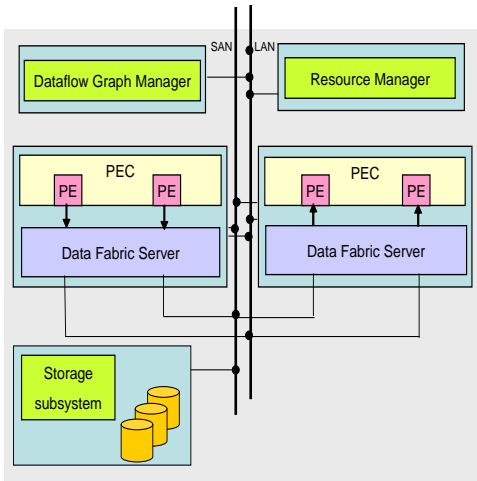 SAN LAN
Dataflow Graph Manager
Resource Manager
PEC
PE PE
Data Fabric Server
PEC
PE PE
Data Fabric Server
Storage
subsystem